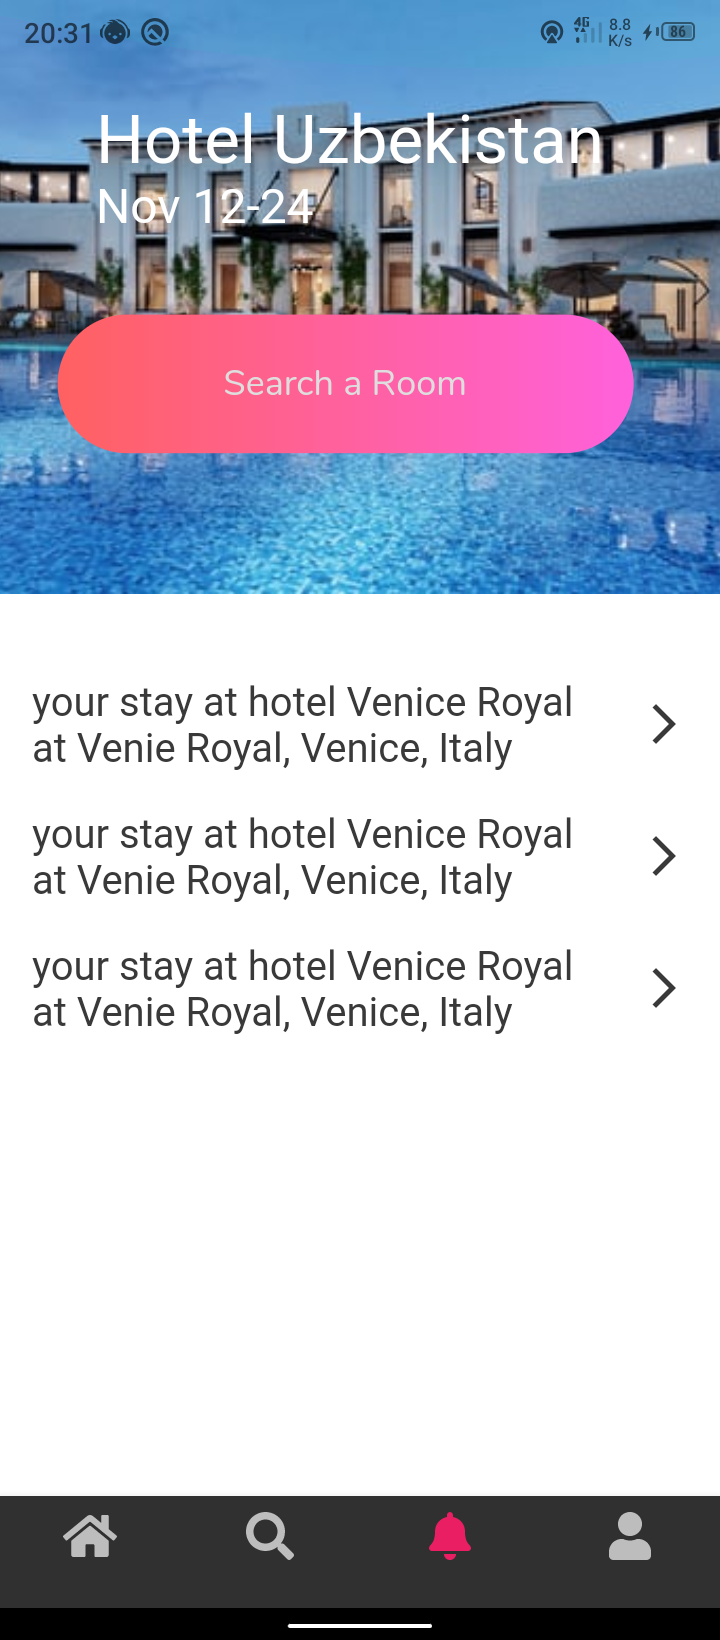 20:31
4G
8.8
K/s
86
Hotel Uzbekistan
Nov 12-24
Search a Room
your stay at hotel Venice Royal
at Venie Royal, Venice, Italy
your stay at hotel Venice Royal
at Venie Royal, Venice, Italy
your stay at hotel Venice Royal
at Venie Royal, Venice, Italy